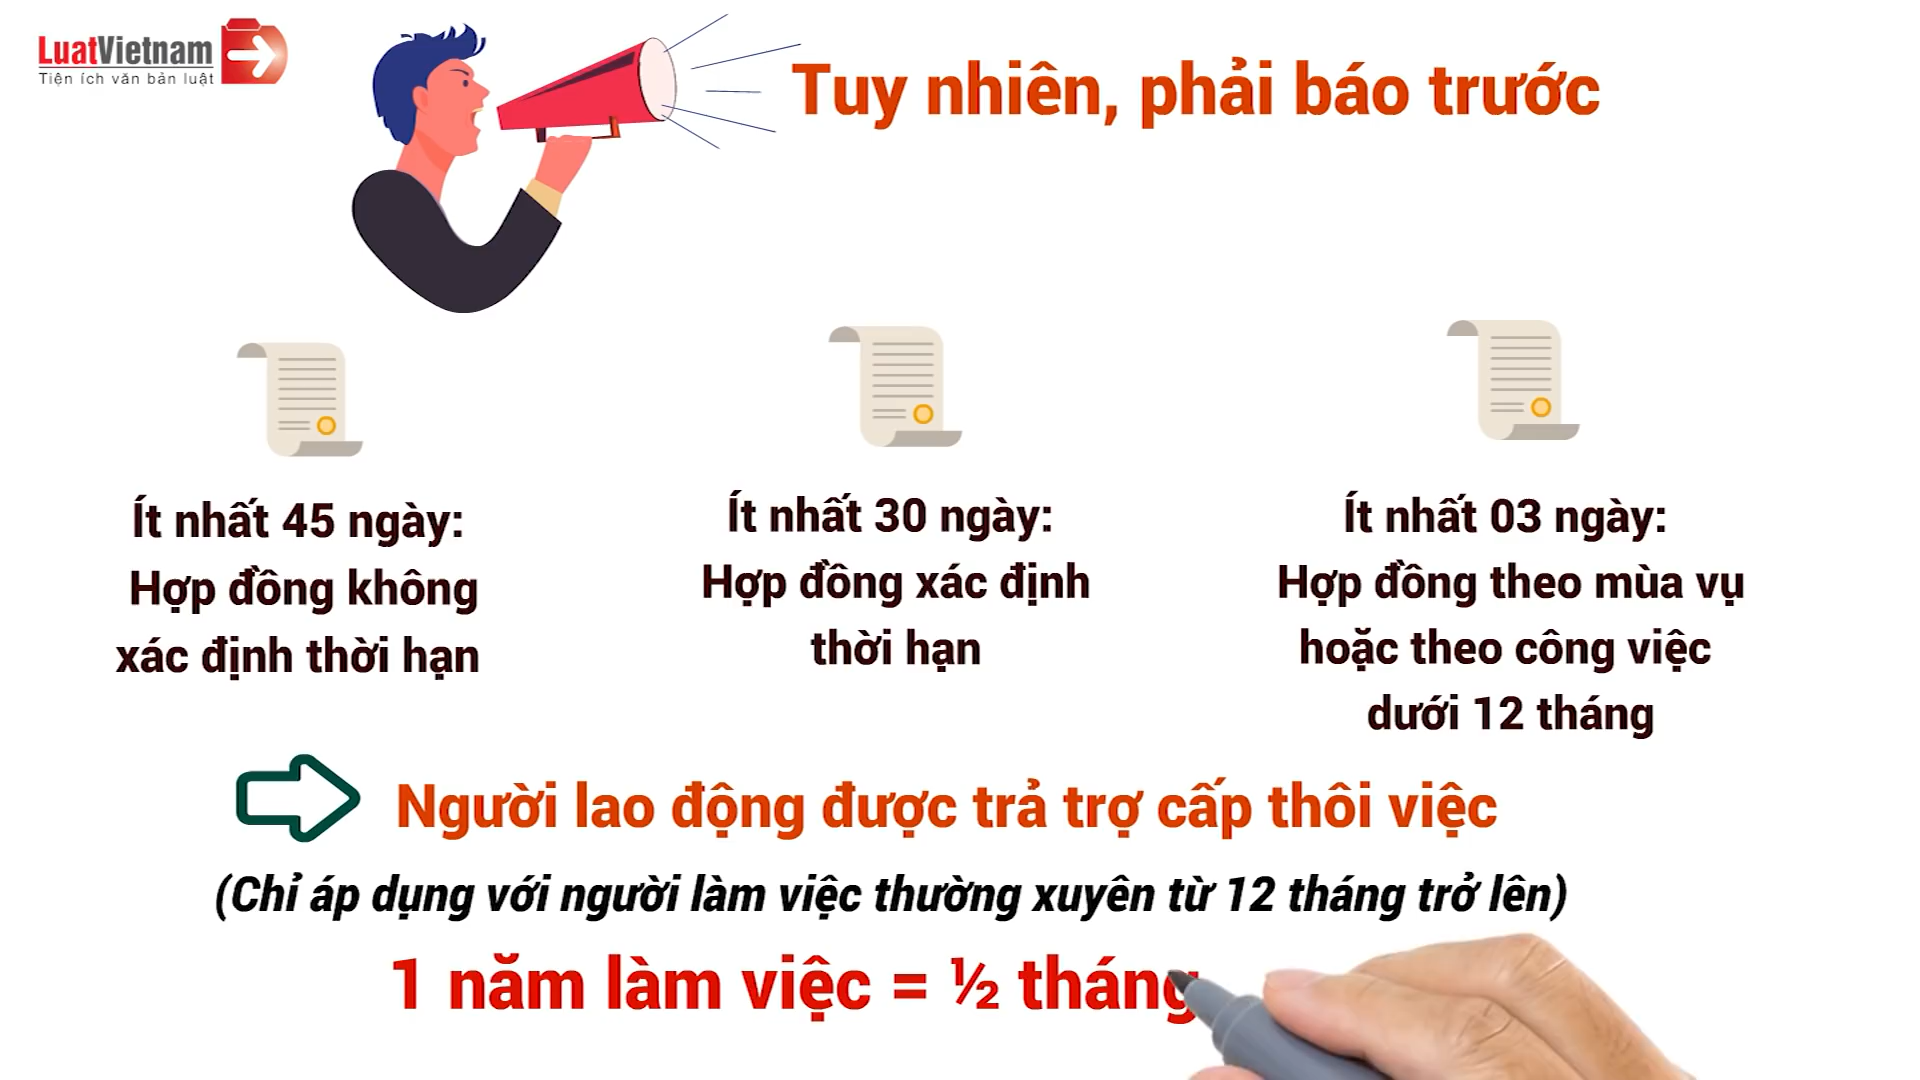 LuatVietnam
Tiện ích văn bản luật
Tuy nhiên, phải báo trước
Ít nhất 45 ngày:
Hợp đồng không
xác định thời hạn
Ít nhất 30 ngày:
Hợp đồng xác định
thời hạn
Ít nhất 03 ngày:
Hợp đồng theo mùa vụ
hoặc theo công việc
dưới 12 tháng
Người lao động được trả trợ cấp thôi việc
(Chỉ áp dụng với người làm việc thường xuyên từ 12 tháng trở lên)
1 năm làm việc = ½ tháng